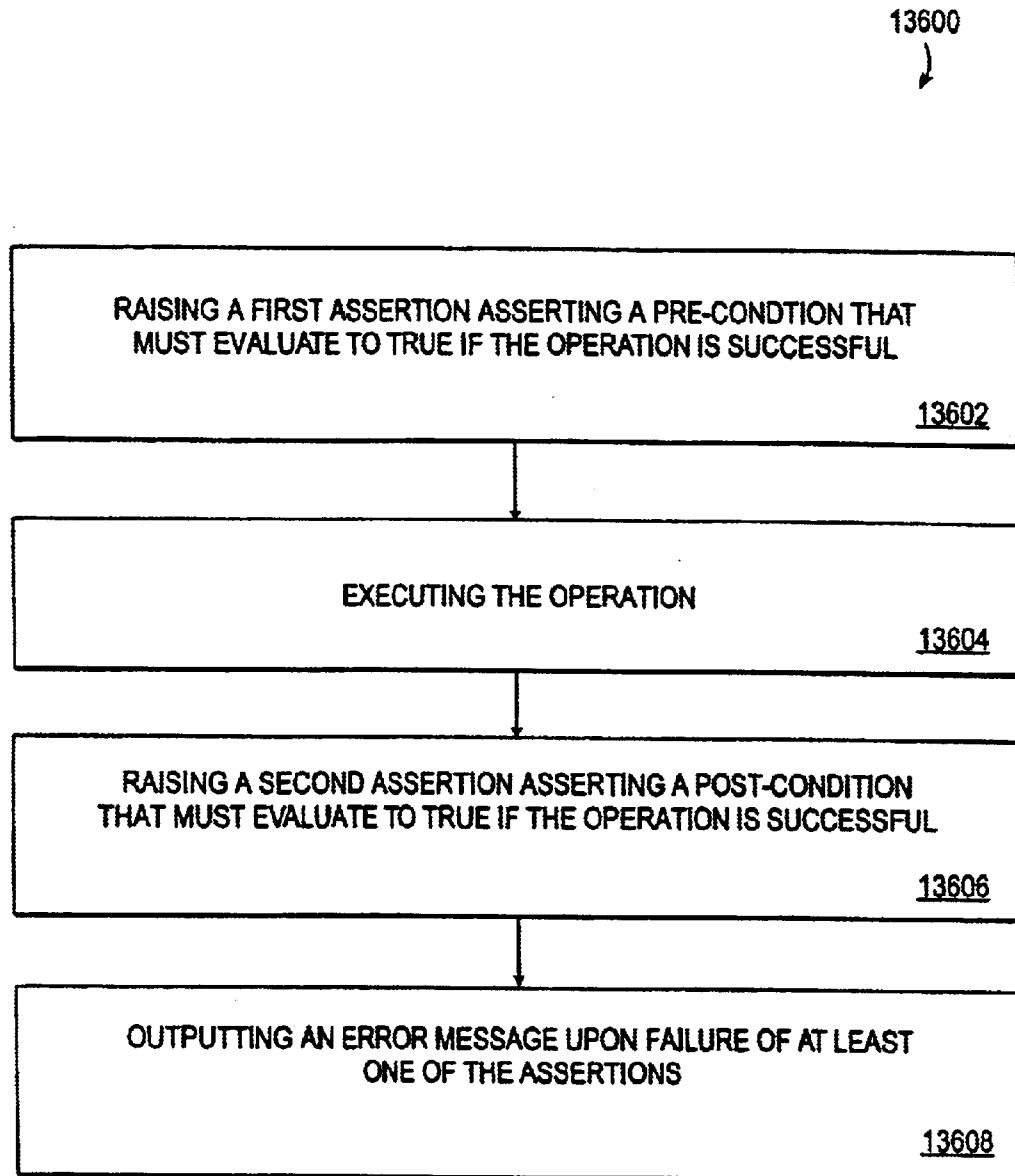 13600
RAISING A FIRST ASSERTION ASSERTING A PRE-CONDTION THAT
MUST EVALUATE TO TRUE IF THE OPERATION IS SUCCESSFUL
13602
EXECUTING THE OPERATION
13604
RAISING A SECOND ASSERTION ASSERTING A POST-CONDITION
THAT MUST EVALUATE TO TRUE IF THE OPERATION IS SUCCESSFUL
13606
OUTPUTTING AN ERROR MESSAGE UPON FAILURE OF AT LEAST
ONE OF THE ASSERTIONS
13608